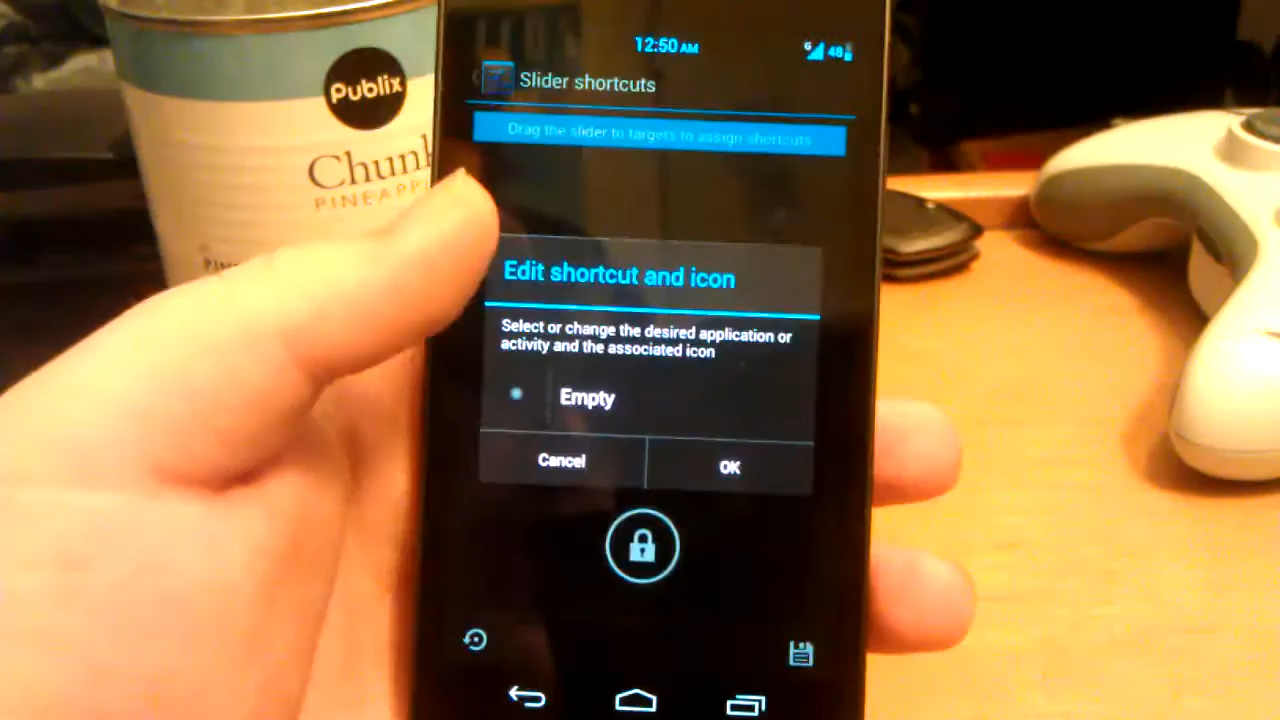 Publix
Chunk
PINEAPP
12:50 AM
G
48
Slider shortcuts
Drag the slider to targets to assign shortcuts
Edit shortcut and icon
Select or change the desired application or
activity and the associated icon
Empty
Cancel
OK